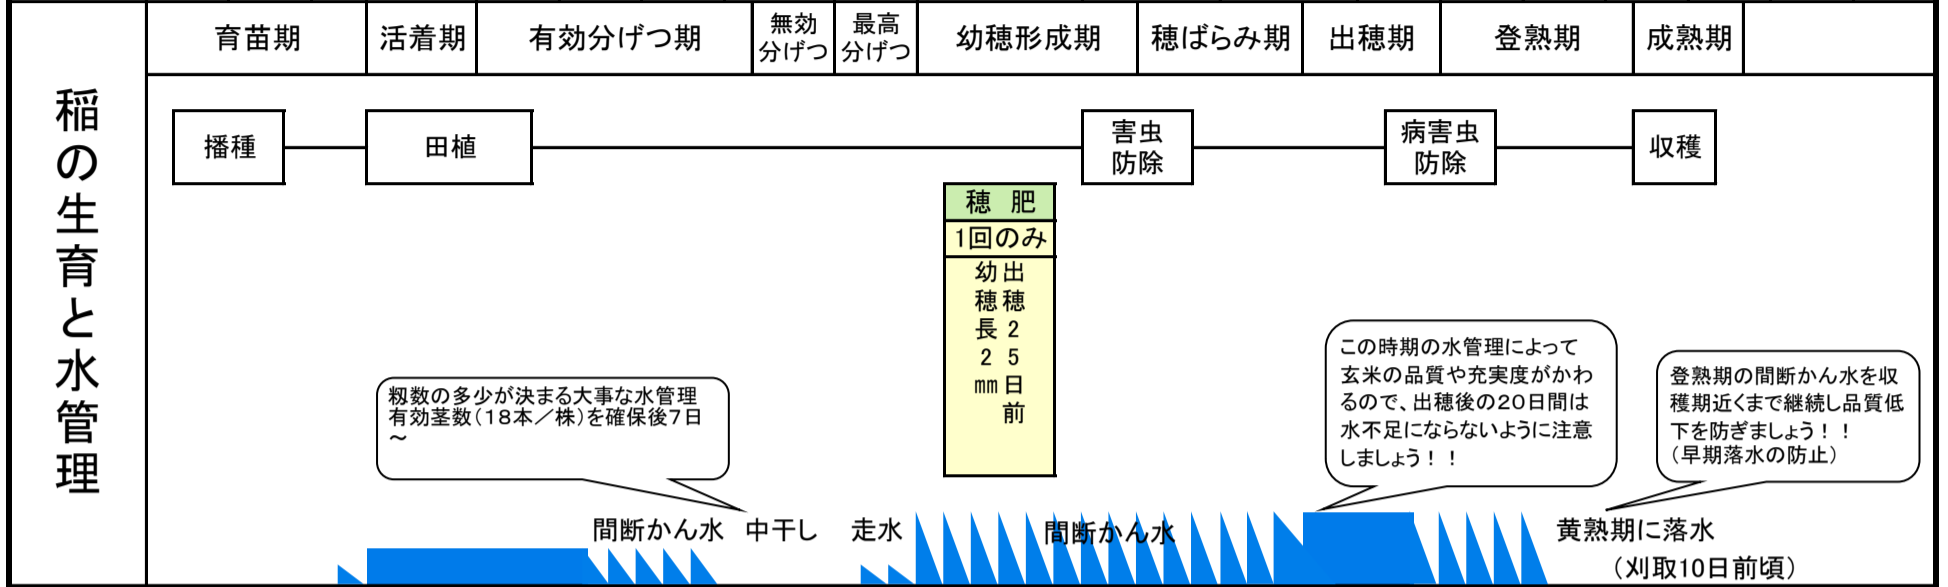 稲の生育と水管理
育苗期
活着期
有効分げつ期
無効
分げつ
最高
分げつ
幼穂形成期
穂ばらみ期
出穂期
登熟期
成熟期
播種
田植
害虫
防除
病害虫
防除
収穫
穂 肥
1回のみ
出穂25日前
幼穂長2mm
籾数の多少が決まる大事な水管理
有効茎数(18本/株)を確保後7日
~
この時期の水管理によって
玄米の品質や充実度がかわ
るので、出穂後の20日間は
水不足にならないように注意
しましょう!!
登熟期の間断かん水を収
穫期近くまで継続し品質低
下を防ぎましょう!!
(早期落水の防止)
間断かん水
中干し
走水
間断かん水
黄熟期に落水
(刈取10日前頃)